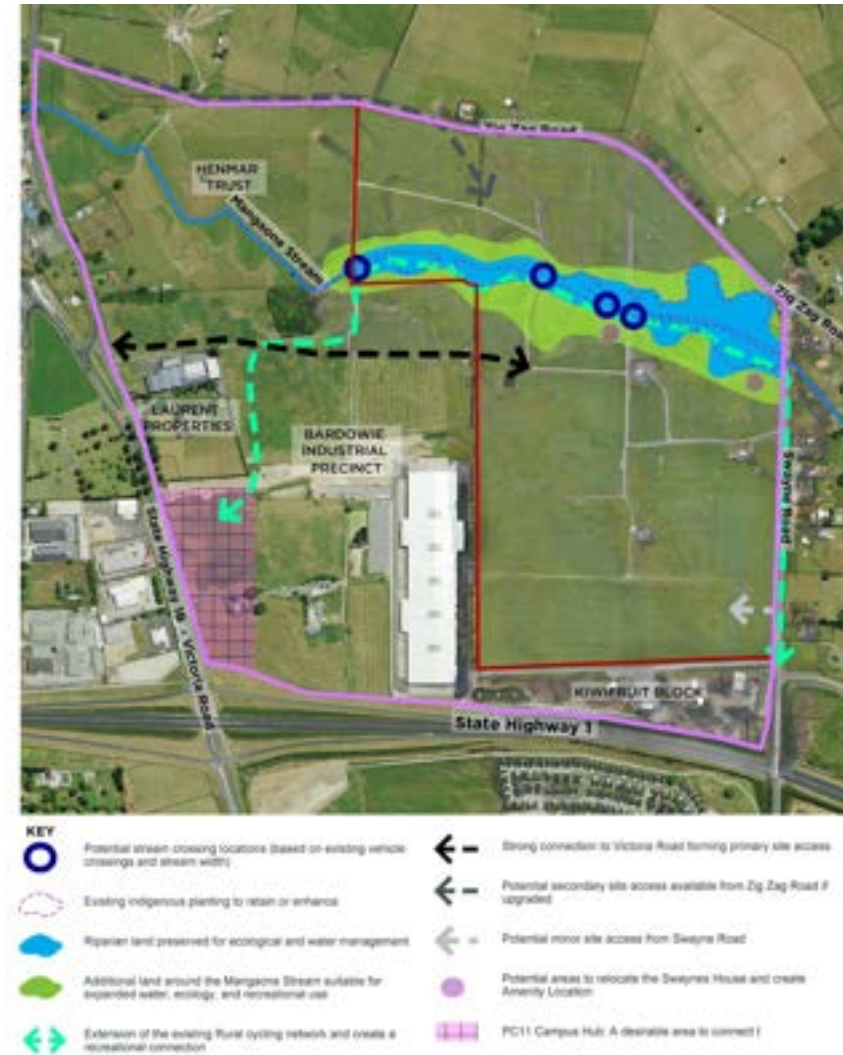 Zig Zag Road
HENMAR
TRUST
Mangaone Stream
Zig Zag Road
LAURENT
PROPERTIES
BARDOWIE
INDUSTRIAL
PRECINCT
Swayne Road
State Highway 1B - Victoria Road
KIWIFRUIT BLOCK
State Highway 1
KEY
Potential stream crossing locations (based on existing vehicle
crossings and stream width)
Existing indigenous planting to retain or enhance
Riparian land preserved for ecological and water management
Additional land around the Mangaone Stream suitable for
expanded water, ecology, and recreational use
Extension of the existing Rural cycling network and create a
recreational connection
Strong connection to Victoria Road forming primary site access
Potential secondary site access available from Zig Zag Road if
upgraded
Potential minor site access from Swayne Road
Potential areas to relocate the Swaynes House and create
Amenity Location
PC11 Campus Hub: A desirable area to connect t